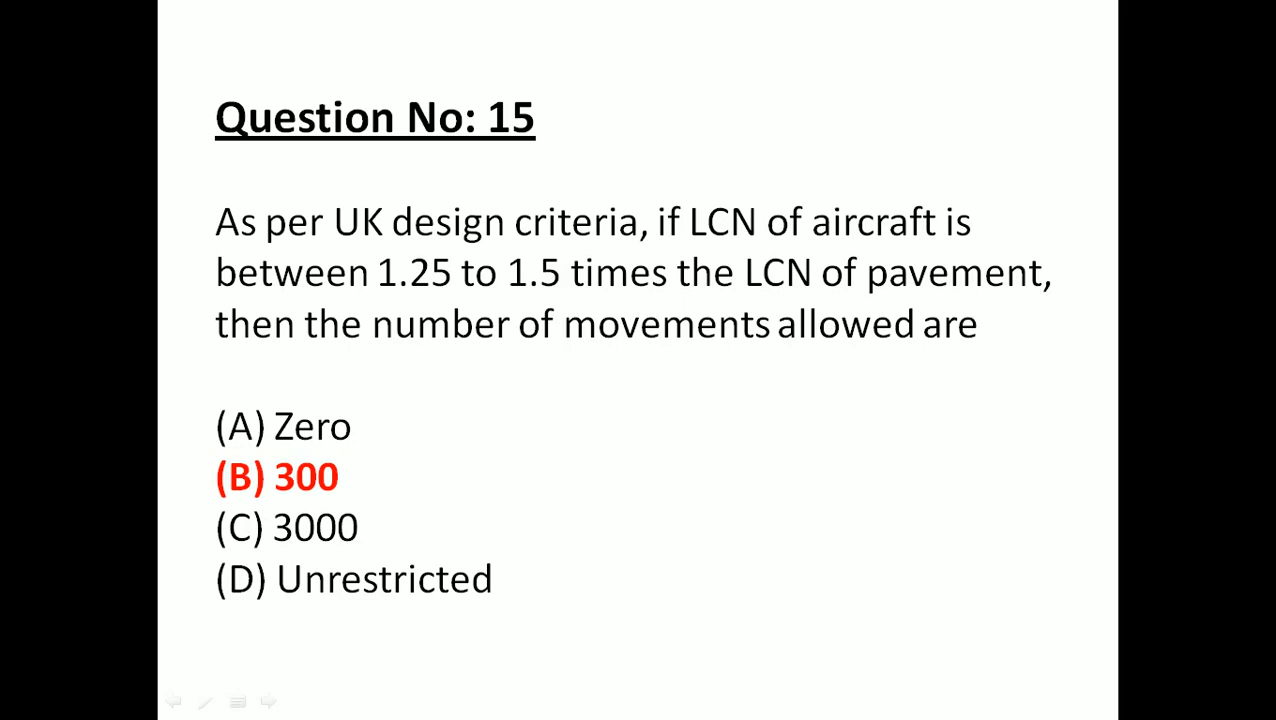 Question No: 15
As per UK design criteria, if LCN of aircraft is
between 1.25 to 1.5 times the LCN of pavement,
then the number of movements allowed are
(A) Zero
(B) 300
(C) 3000
(D) Unrestricted